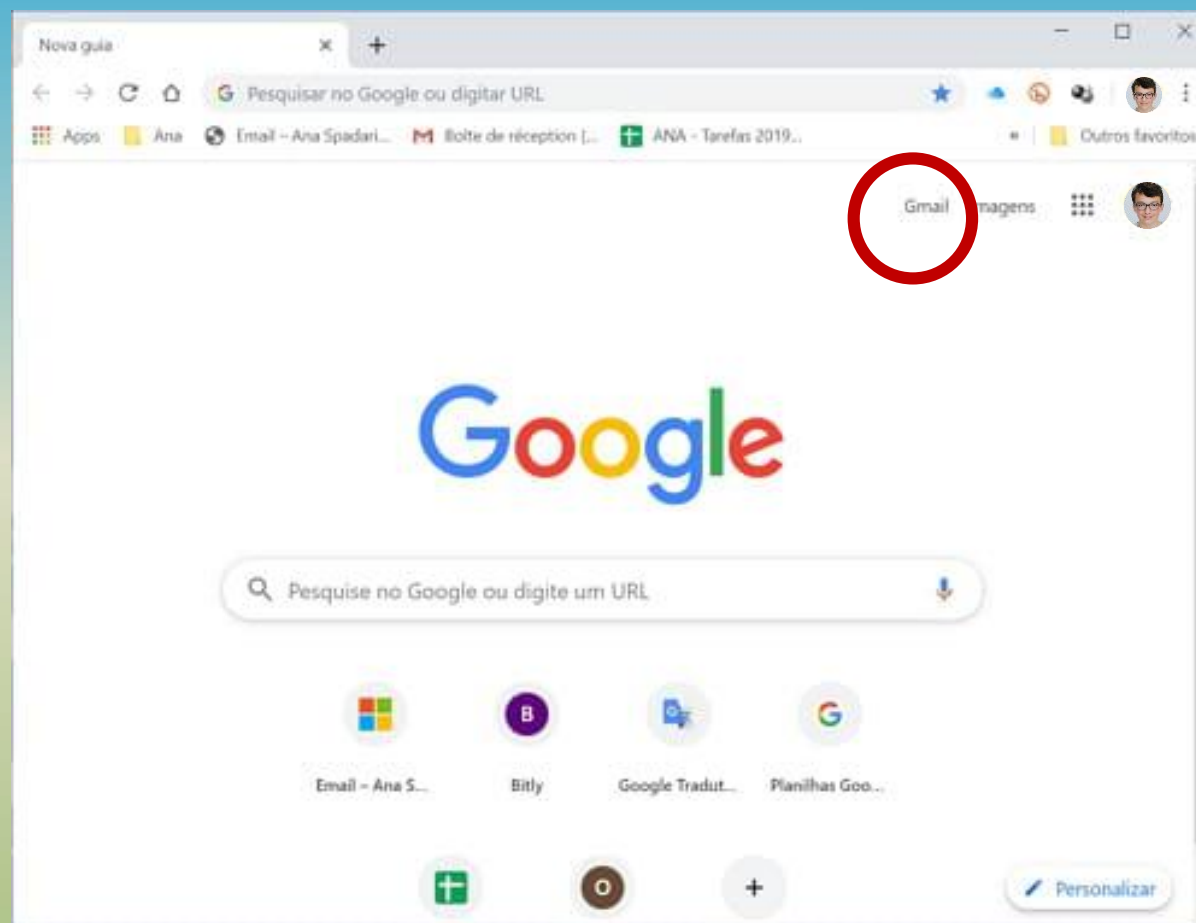 Nova guia
Pesquisar no Google ou digitar URL
Apps Ana Email – Ana Spadari... Boîte de réception (... ANA - Tarefas 2019... » Outros favoritos
Gmail magens
Google
Pesquise no Google ou digite um URL
B
Email – Ana S... Bitly Google Tradut... Planilhas Goo...
O
Personalizar